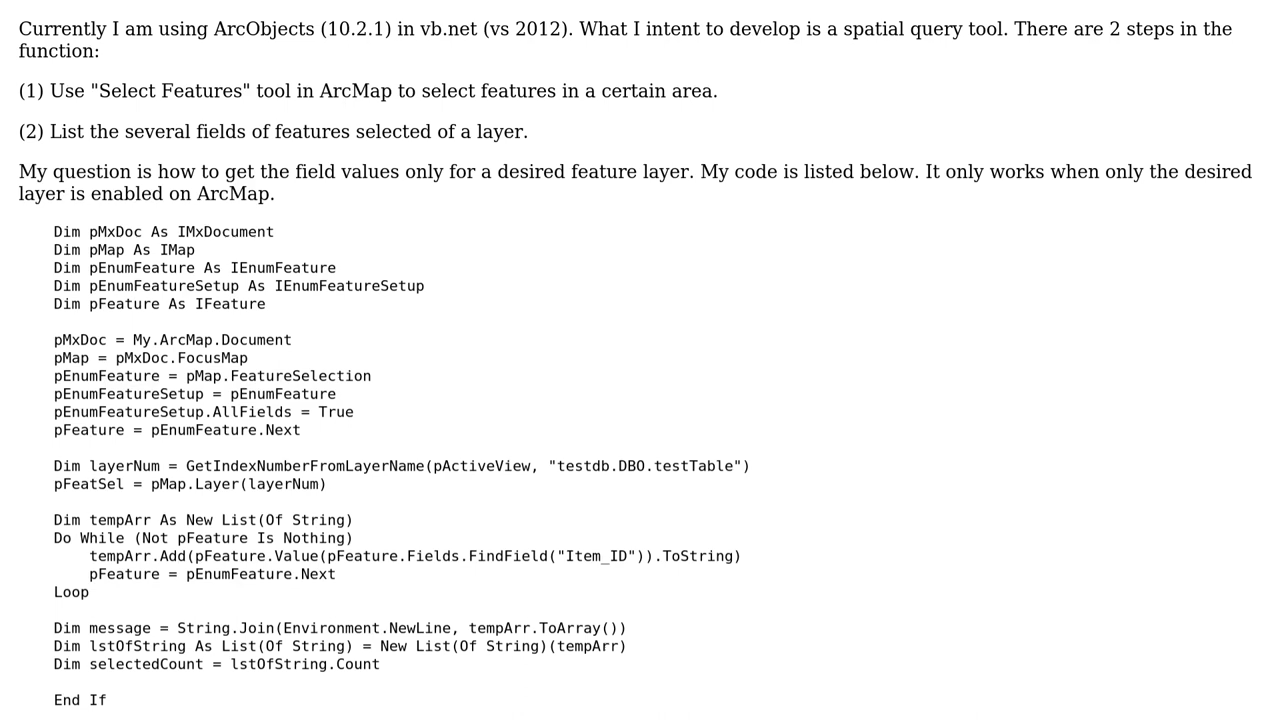 Currently I am using ArcObjects (10.2.1) in vb.net (vs 2012). What I intent to develop is a spatial query tool. There are 2 steps in the
function:
(1) Use "Select Features" tool in ArcMap to select features in a certain area.
(2) List the several fields of features selected of a layer.
My question is how to get the field values only for a desired feature layer. My code is listed below. It only works when only the desired
layer is enabled on ArcMap.
Dim pMxDoc As IMxDocument
Dim pMap As IMap
Dim pEnumFeature As IEnumFeature
Dim pEnumFeatureSetup As IEnumFeatureSetup
Dim pFeature As IFeature
pMxDoc = My.ArcMap.Document
pMap = pMxDoc.FocusMap
pEnumFeature = pMap.FeatureSelection
pEnumFeatureSetup = pEnumFeature
pEnumFeatureSetup.AllFields = True
pFeature = pEnumFeature.Next
Dim layerNum = GetIndexNumberFromLayerName(pActiveView, "testdb.DBO.testTable")
pFeatSel = pMap.Layer(layerNum)
Dim tempArr As New List(Of String)
Do While (Not pFeature Is Nothing)
    tempArr.Add(pFeature.Value(pFeature.Fields.FindField("Item_ID")).ToString)
    pFeature = pEnumFeature.Next
Loop
Dim message = String.Join(Environment.NewLine, tempArr.ToArray())
Dim lstOfString As List(Of String) = New List(Of String)(tempArr)
Dim selectedCount = lstOfString.Count
End If